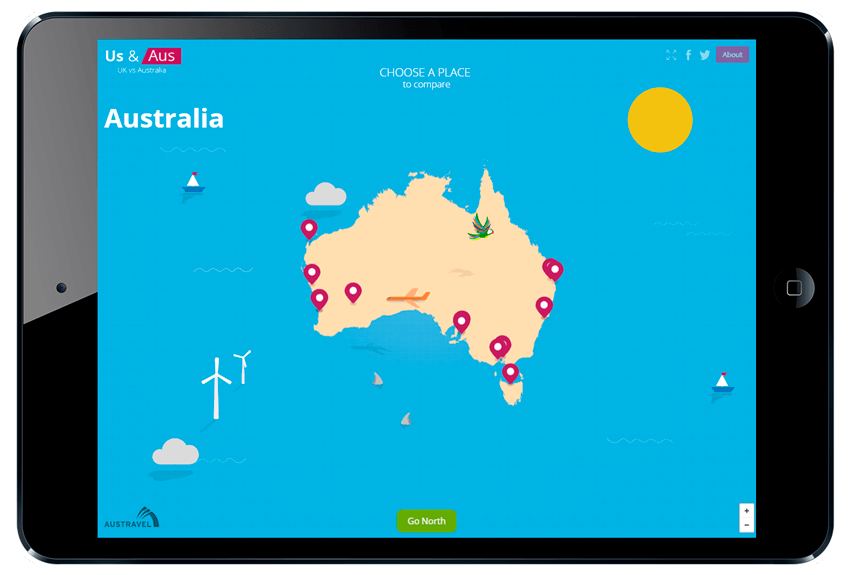 Us & Aus
UK vs Australia
CHOOSE A PLACE
to compare
f
About
Australia
AUSTRAVEL
Go North
+
–